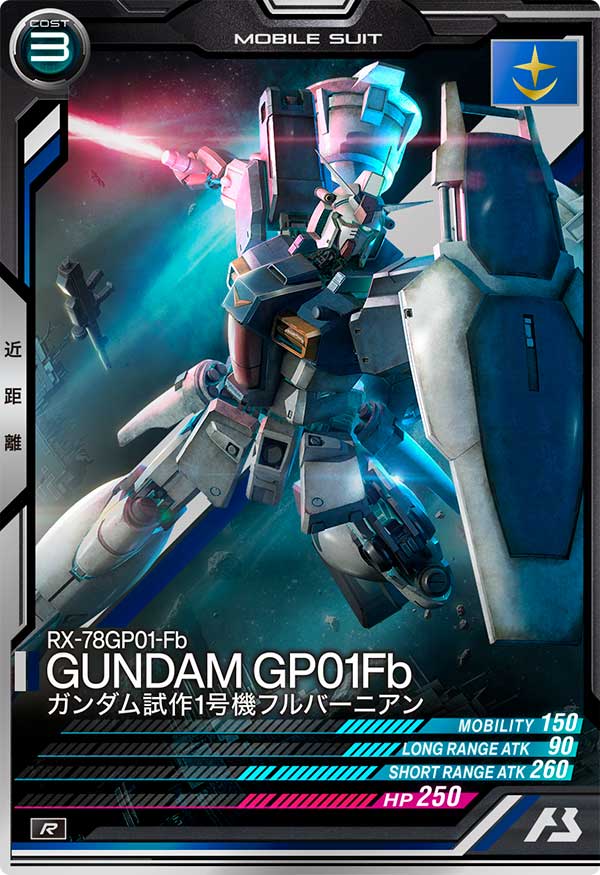 COST
3
MOBILE SUIT
近距離
RX-78GP01-Fb
GUNDAM GP01Fb
ガンダム試作1号機フルバーニアン
MOBILITY 150
LONG RANGE ATK 90
SHORT RANGE ATK 260
HP 250
R